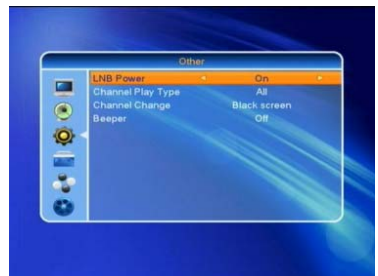 Other
LNB Power On
Channel Play Type All
Channel Change Black screen
Beeper Off